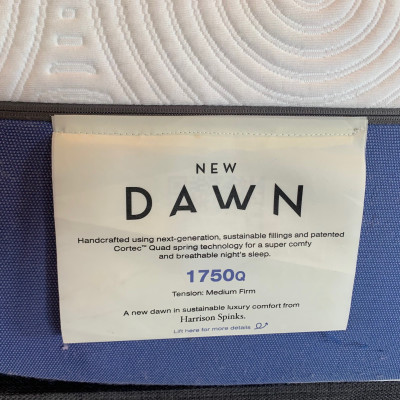 NEW
DAWN
Handcrafted using next-generation, sustainable fillings and patented
Cortec™ Quad spring technology for a super comfy
and breathable night's sleep.
1750Q
Tension: Medium Firm
A new dawn in sustainable luxury comfort from
Harrison Spinks.
Lift here for more details